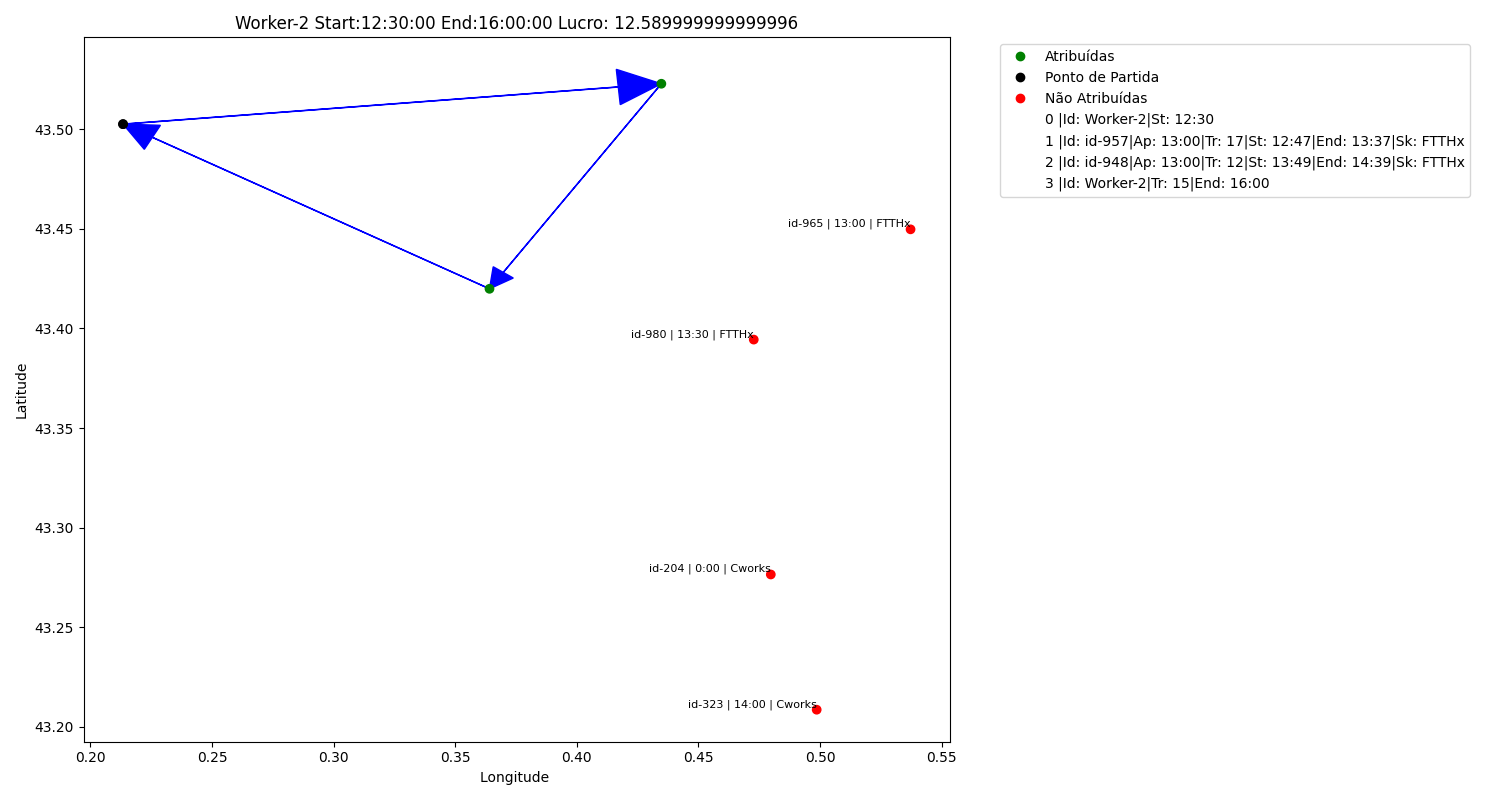 Worker-2 Start:12:30:00 End:16:00:00 Lucro: 12.589999999999996
Atribuídas
Ponto de Partida
Não Atribuídas
0 |Id: Worker-2|St: 12:30
1 |Id: id-957|Ap: 13:00|Tr: 17|St: 12:47|End: 13:37|Sk: FTTHx
2 |Id: id-948|Ap: 13:00|Tr: 12|St: 13:49|End: 14:39|Sk: FTTHx
3 |Id: Worker-2|Tr: 15|End: 16:00
43.50
43.45
43.40
43.35
43.30
43.25
43.20
Latitude
id-965 | 13:00 | FTTHx
id-980 | 13:30 | FTTHx
id-204 | 0:00 | Cworks
id-323 | 14:00 | Cworks
0.20 0.25 0.30 0.35 0.40 0.45 0.50 0.55
Longitude